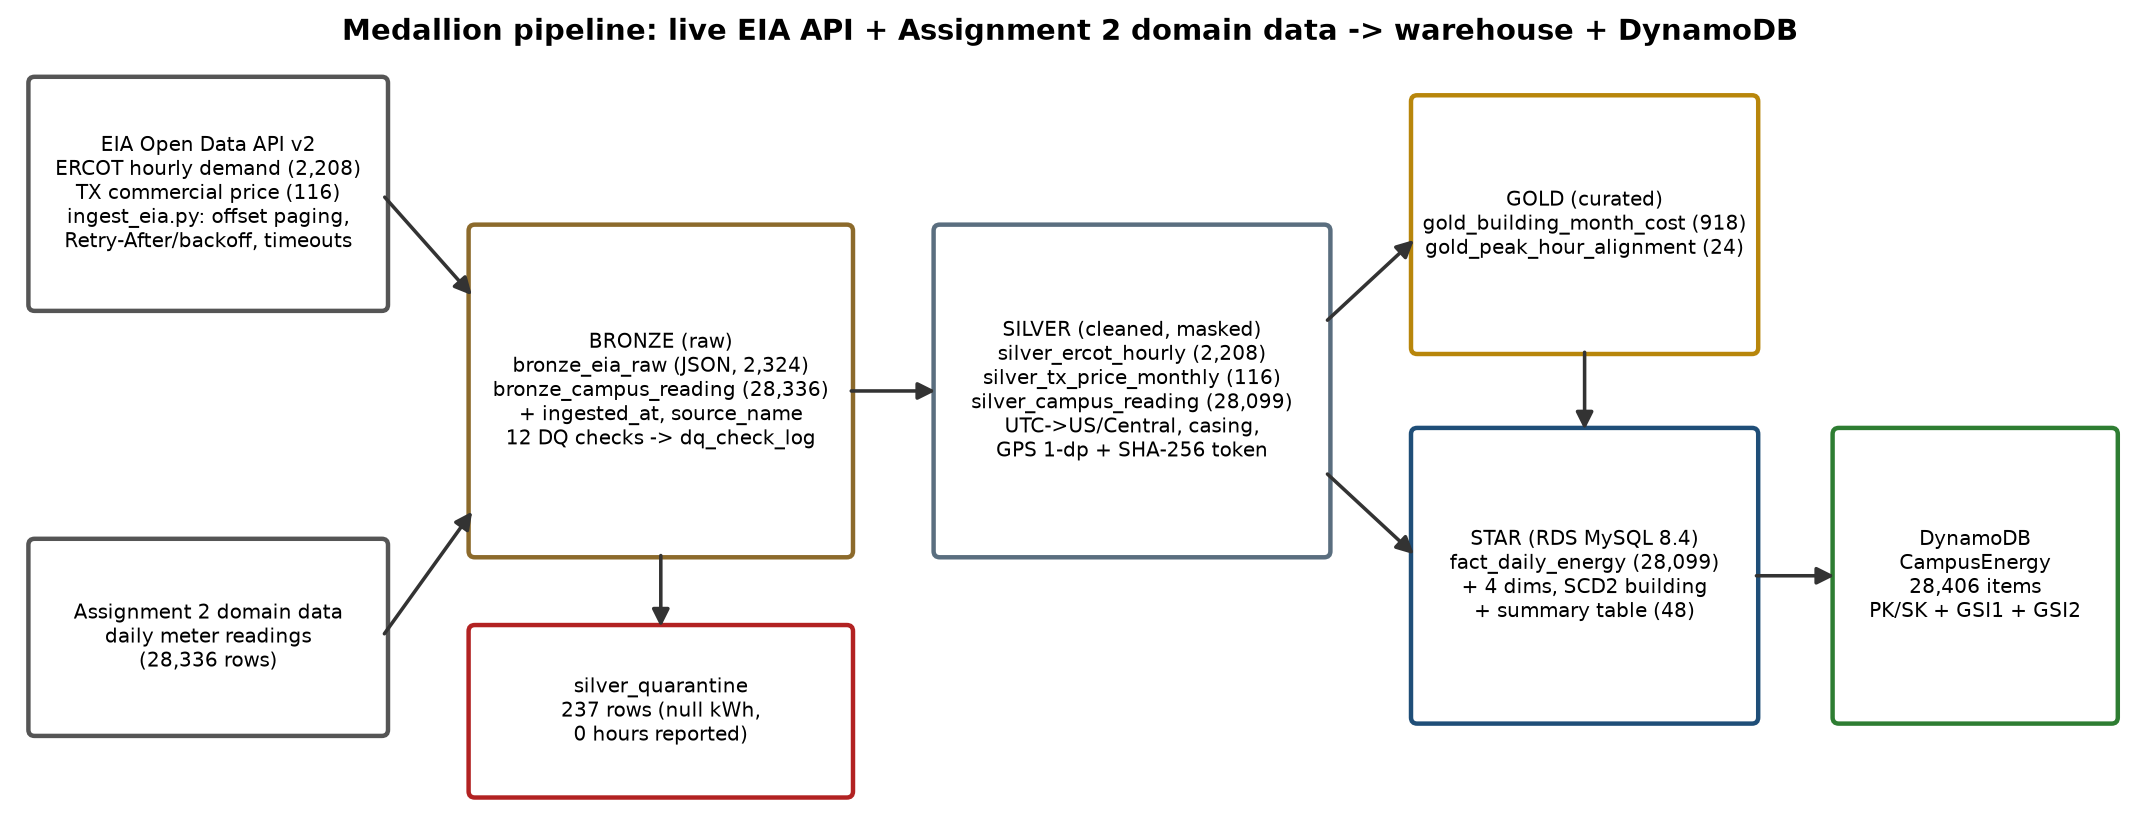 Medallion pipeline: live EIA API + Assignment 2 domain data -> warehouse + DynamoDB
EIA Open Data API v2
ERCOT hourly demand (2,208)
TX commercial price (116)
ingest_eia.py: offset paging,
Retry-After/backoff, timeouts
Assignment 2 domain data
daily meter readings
(28,336 rows)
BRONZE (raw)
bronze_eia_raw (JSON, 2,324)
bronze_campus_reading (28,336)
+ ingested_at, source_name
12 DQ checks -> dq_check_log
silver_quarantine
237 rows (null kWh,
0 hours reported)
SILVER (cleaned, masked)
silver_ercot_hourly (2,208)
silver_tx_price_monthly (116)
silver_campus_reading (28,099)
UTC->US/Central, casing,
GPS 1-dp + SHA-256 token
GOLD (curated)
gold_building_month_cost (918)
gold_peak_hour_alignment (24)
STAR (RDS MySQL 8.4)
fact_daily_energy (28,099)
+ 4 dims, SCD2 building
+ summary table (48)
DynamoDB
CampusEnergy
28,406 items
PK/SK + GSI1 + GSI2